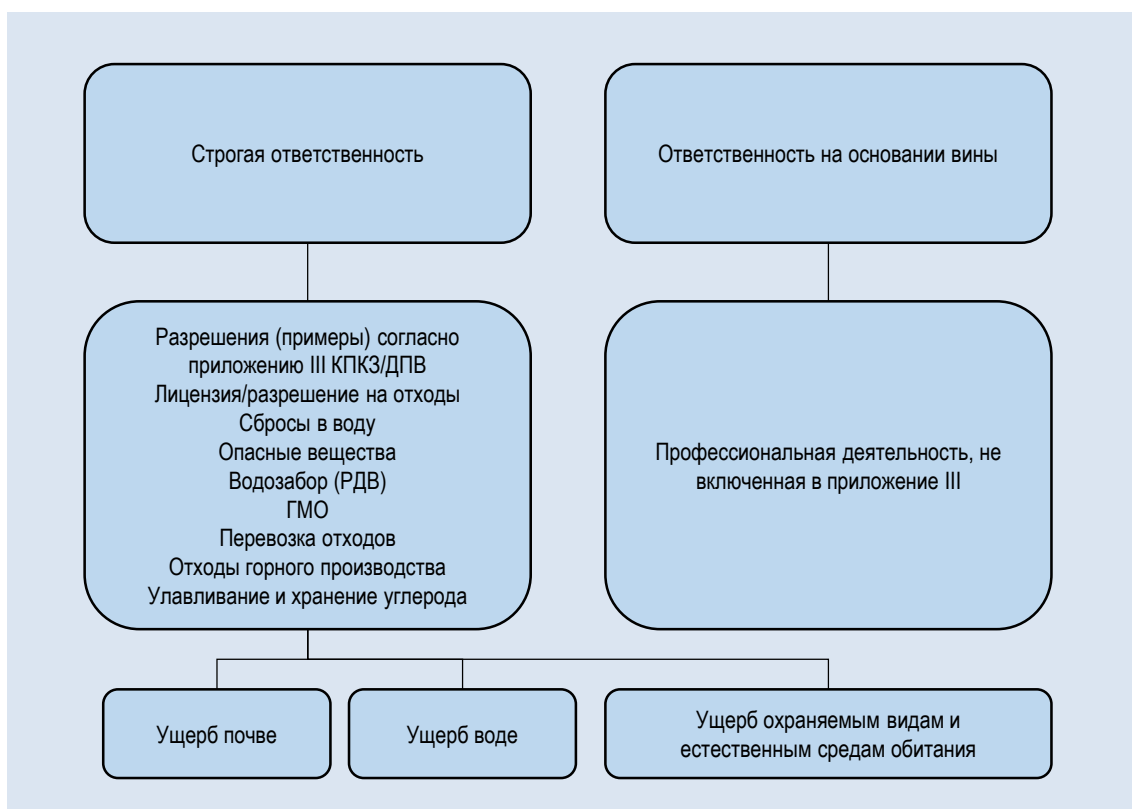 Строгая ответственность
Ответственность на основании вины
Разрешения (примеры) согласно
приложению III КПКЗ/ДПВ
Лицензия/разрешение на отходы
Сбросы в воду
Опасные вещества
Водозабор (РДВ)
ГМО
Перевозка отходов
Отходы горного производства
Улавливание и хранение углерода
Профессиональная деятельность, не
включенная в приложение III
Ущерб почве
Ущерб воде
Ущерб охраняемым видам и
естественным средам обитания